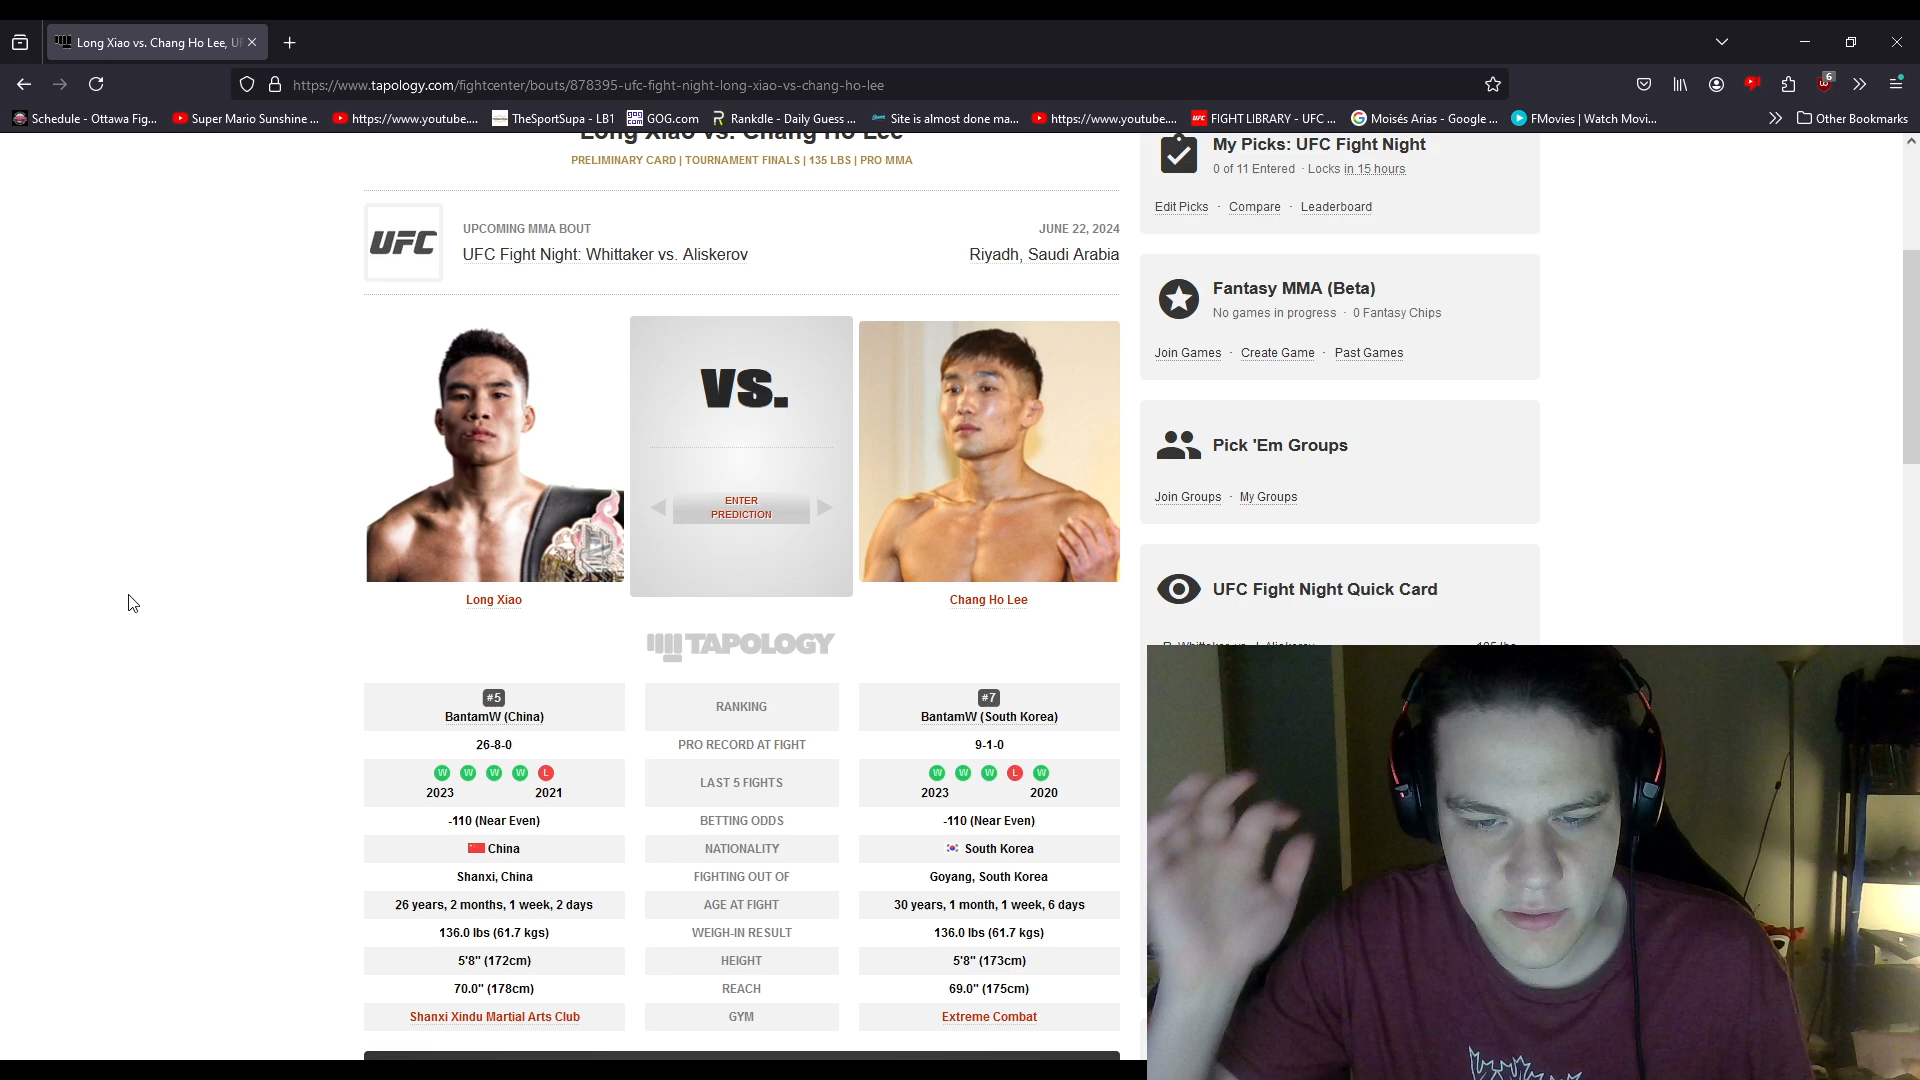 Long Xiao vs. Chang Ho Lee, UF
https://www.tapology.com/fightcenter/bouts/878395-ufc-fight-night-long-xiao-vs-chang-ho-lee
6
Schedule - Ottawa Fig...
Super Mario Sunshine ...
https://www.youtube....
TheSportSupa - LB1
GOG.com
Rankdle - Daily Guess ...
Site is almost done ma...
https://www.youtube....
FIGHT LIBRARY - UFC ...
Moisés Arias - Google ...
FMovies | Watch Movi...
Other Bookmarks
Long Xiao vs. Chang Ho Lee
PRELIMINARY CARD | TOURNAMENT FINALS | 135 LBS | PRO MMA
UFC
UPCOMING MMA BOUT
JUNE 22, 2024
UFC Fight Night: Whittaker vs. Aliskerov
Riyadh, Saudi Arabia
VS.
ENTER
PREDICTION
Long Xiao
Chang Ho Lee
TAPOLOGY
#5
BantamW (China)
RANKING
#7
BantamW (South Korea)
26-8-0
PRO RECORD AT FIGHT
9-1-0
W W W W L
2023 2021
LAST 5 FIGHTS
W W W L W
2023 2020
-110 (Near Even)
BETTING ODDS
-110 (Near Even)
China
NATIONALITY
South Korea
Shanxi, China
FIGHTING OUT OF
Goyang, South Korea
26 years, 2 months, 1 week, 2 days
AGE AT FIGHT
30 years, 1 month, 1 week, 6 days
136.0 lbs (61.7 kgs)
WEIGH-IN RESULT
136.0 lbs (61.7 kgs)
5'8" (172cm)
HEIGHT
5'8" (173cm)
70.0" (178cm)
REACH
69.0" (175cm)
Shanxi Xindu Martial Arts Club
GYM
Extreme Combat
My Picks: UFC Fight Night
0 of 11 Entered · Locks in 15 hours
Edit Picks · Compare · Leaderboard
Fantasy MMA (Beta)
No games in progress · 0 Fantasy Chips
Join Games · Create Game · Past Games
Pick 'Em Groups
Join Groups · My Groups
UFC Fight Night Quick Card